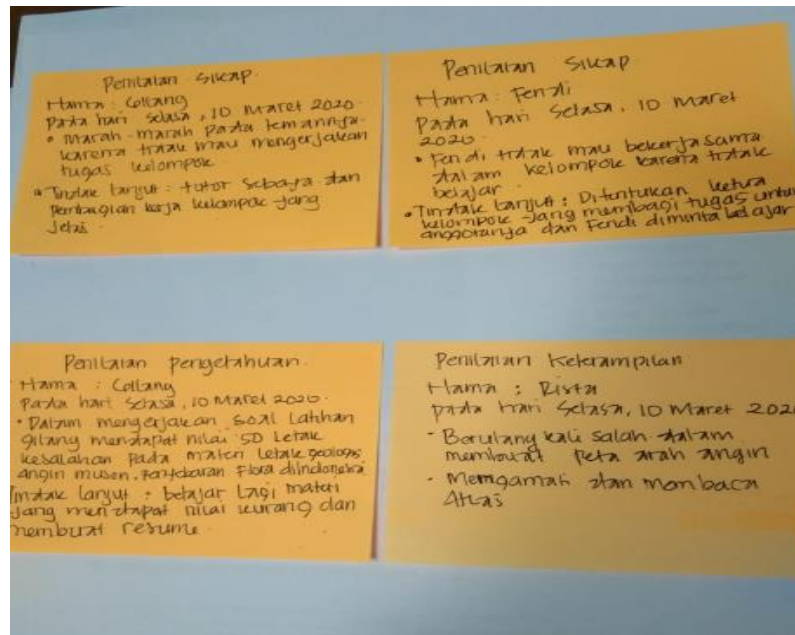 Penilaian Sikap.
Nama : Gilang
Pada hari Selasa, 10 Maret 2020.
• Marah-marah pada temannya
karena tidak mau mengerjakan
tugas kelompok
• Tindak lanjut : tutor sebaya dan
pembagian kerja kelompok yang
jelas.
Penilaian Sikap
Nama : Fendi
Pada hari Selasa, 10 Maret
2020.
• Fendi tidak mau bekerja sama
dalam kelompok karena tidak
belajar.
• Tindak lanjut : Ditentukan ketua
kelompok yang membagi tugas untuk
anggotanya dan Fendi diminta belajar
Penilaian Pengetahuan.
Nama : Gilang
Pada hari Selasa, 10 Maret 2020.
• Dalam mengerjakan soal latihan
gilang mendapat nilai 50 Letak
kesalahan pada materi letak geologis,
angin muson, Persebaran Flora diIndonesia
Tindak lanjut : belajar lagi materi
yang mendapat nilai kurang dan
membuat resume.
Penilaian Keterampilan
Nama : Rista
pada hari Selasa, 10 Maret 202
- Berulang kali salah dalam
membuat Peta arah angin
- Mengamati dan membaca
Atlas